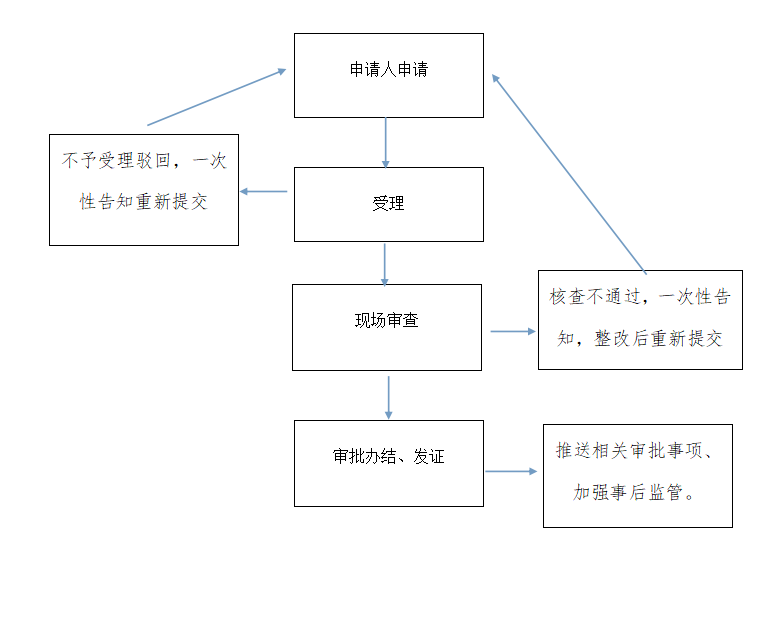 申请人申请
不予受理驳回，一次
性告知重新提交
受理
核查不通过，一次性告
知，整改后重新提交
现场审查
审批办结、发证
推送相关审批事项、
加强事后监管。